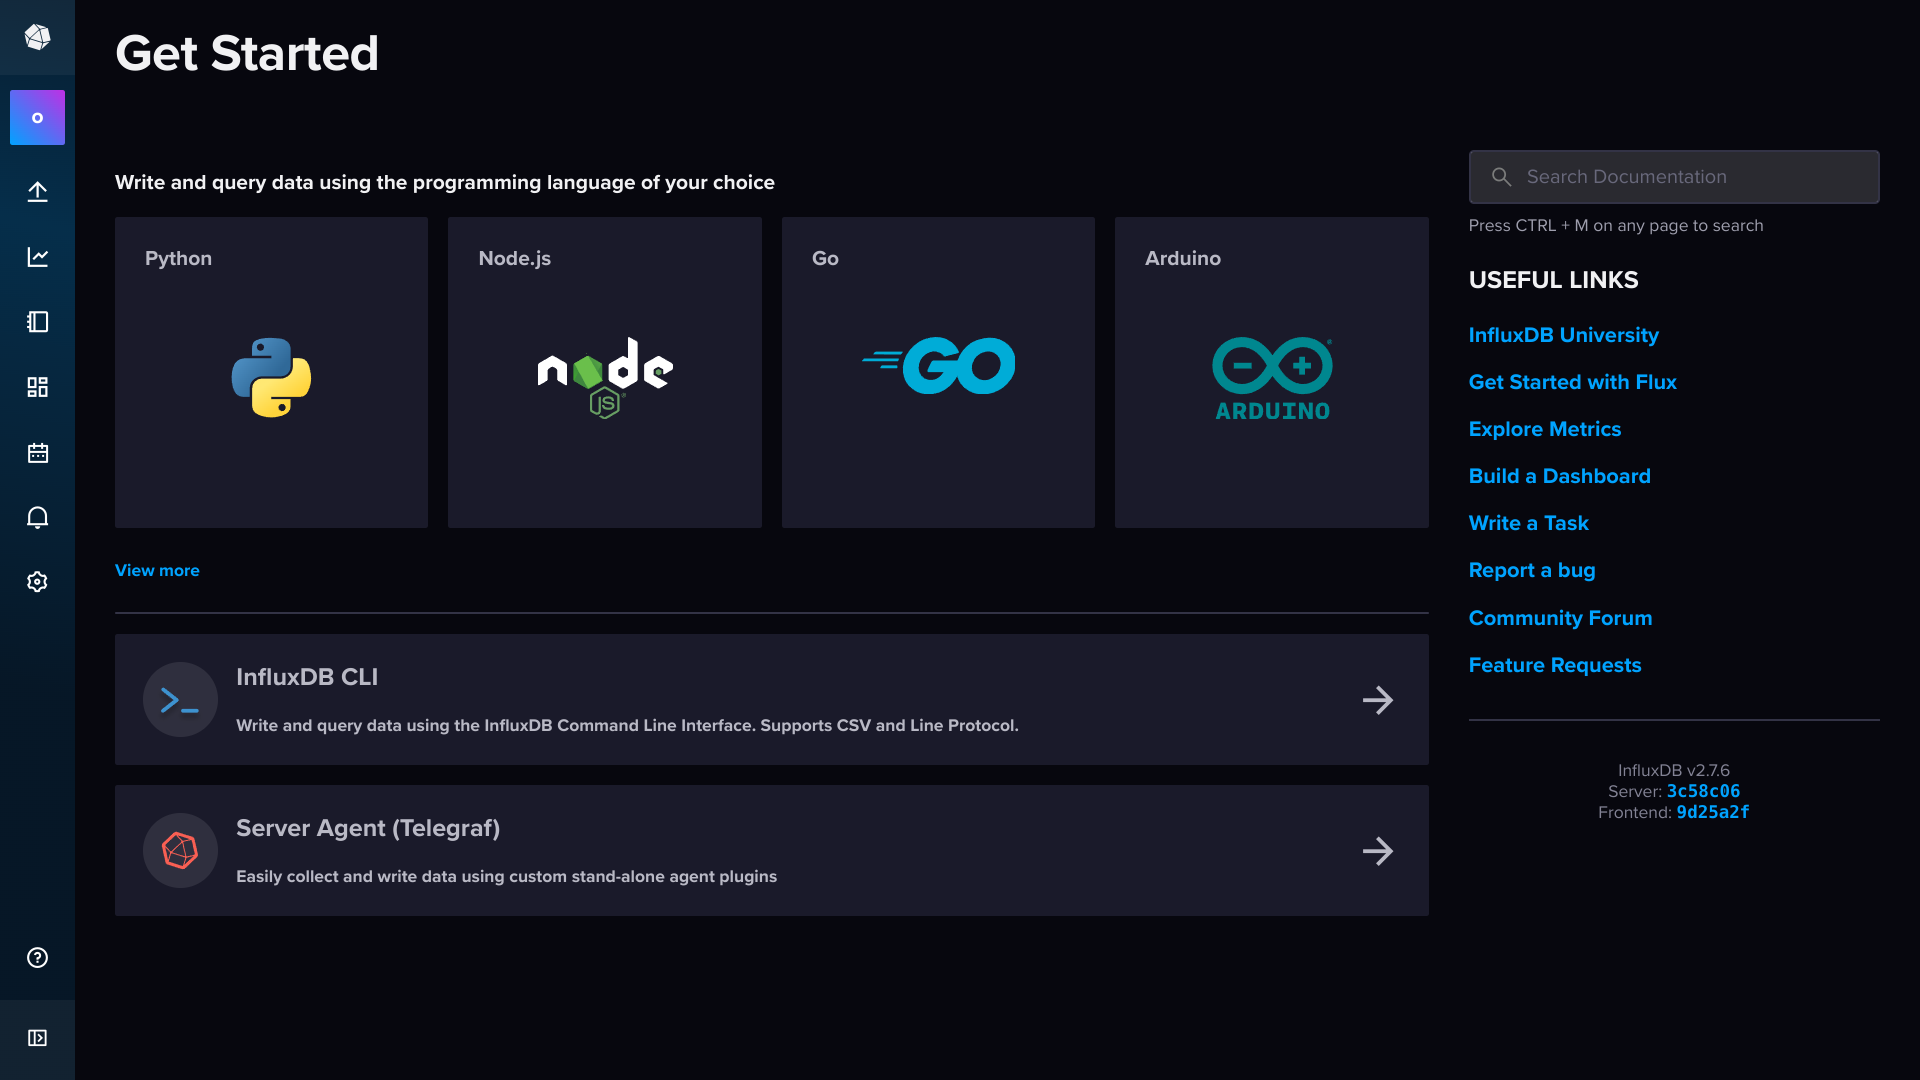 o
Get Started
Write and query data using the programming language of your choice
Python
Node.js
Go
Arduino
node
JS
GO
ARDUINO
View more
InfluxDB CLI
Write and query data using the InfluxDB Command Line Interface. Supports CSV and Line Protocol.
Server Agent (Telegraf)
Easily collect and write data using custom stand-alone agent plugins
Search Documentation
Press CTRL + M on any page to search
USEFUL LINKS
InfluxDB University
Get Started with Flux
Explore Metrics
Build a Dashboard
Write a Task
Report a bug
Community Forum
Feature Requests
InfluxDB v2.7.6
Server: 3c58c06
Frontend: 9d25a2f